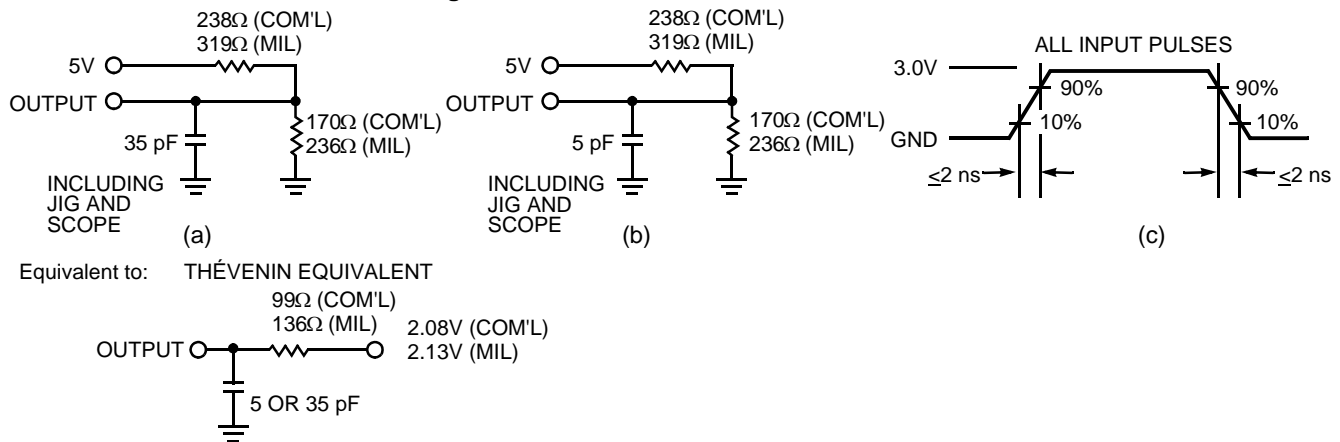 238Ω (COM'L)
319Ω (MIL)
5V
OUTPUT
35 pF
170Ω (COM'L)
236Ω (MIL)
INCLUDING
JIG AND
SCOPE
(a)
238Ω (COM'L)
319Ω (MIL)
5V
OUTPUT
5 pF
170Ω (COM'L)
236Ω (MIL)
INCLUDING
JIG AND
SCOPE
(b)
ALL INPUT PULSES
3.0V
90%
90%
10%
10%
GND
≤2 ns
≤2 ns
(c)
Equivalent to: THÉVENIN EQUIVALENT
99Ω (COM'L)
136Ω (MIL)
2.08V (COM'L)
2.13V (MIL)
OUTPUT
5 OR 35 pF